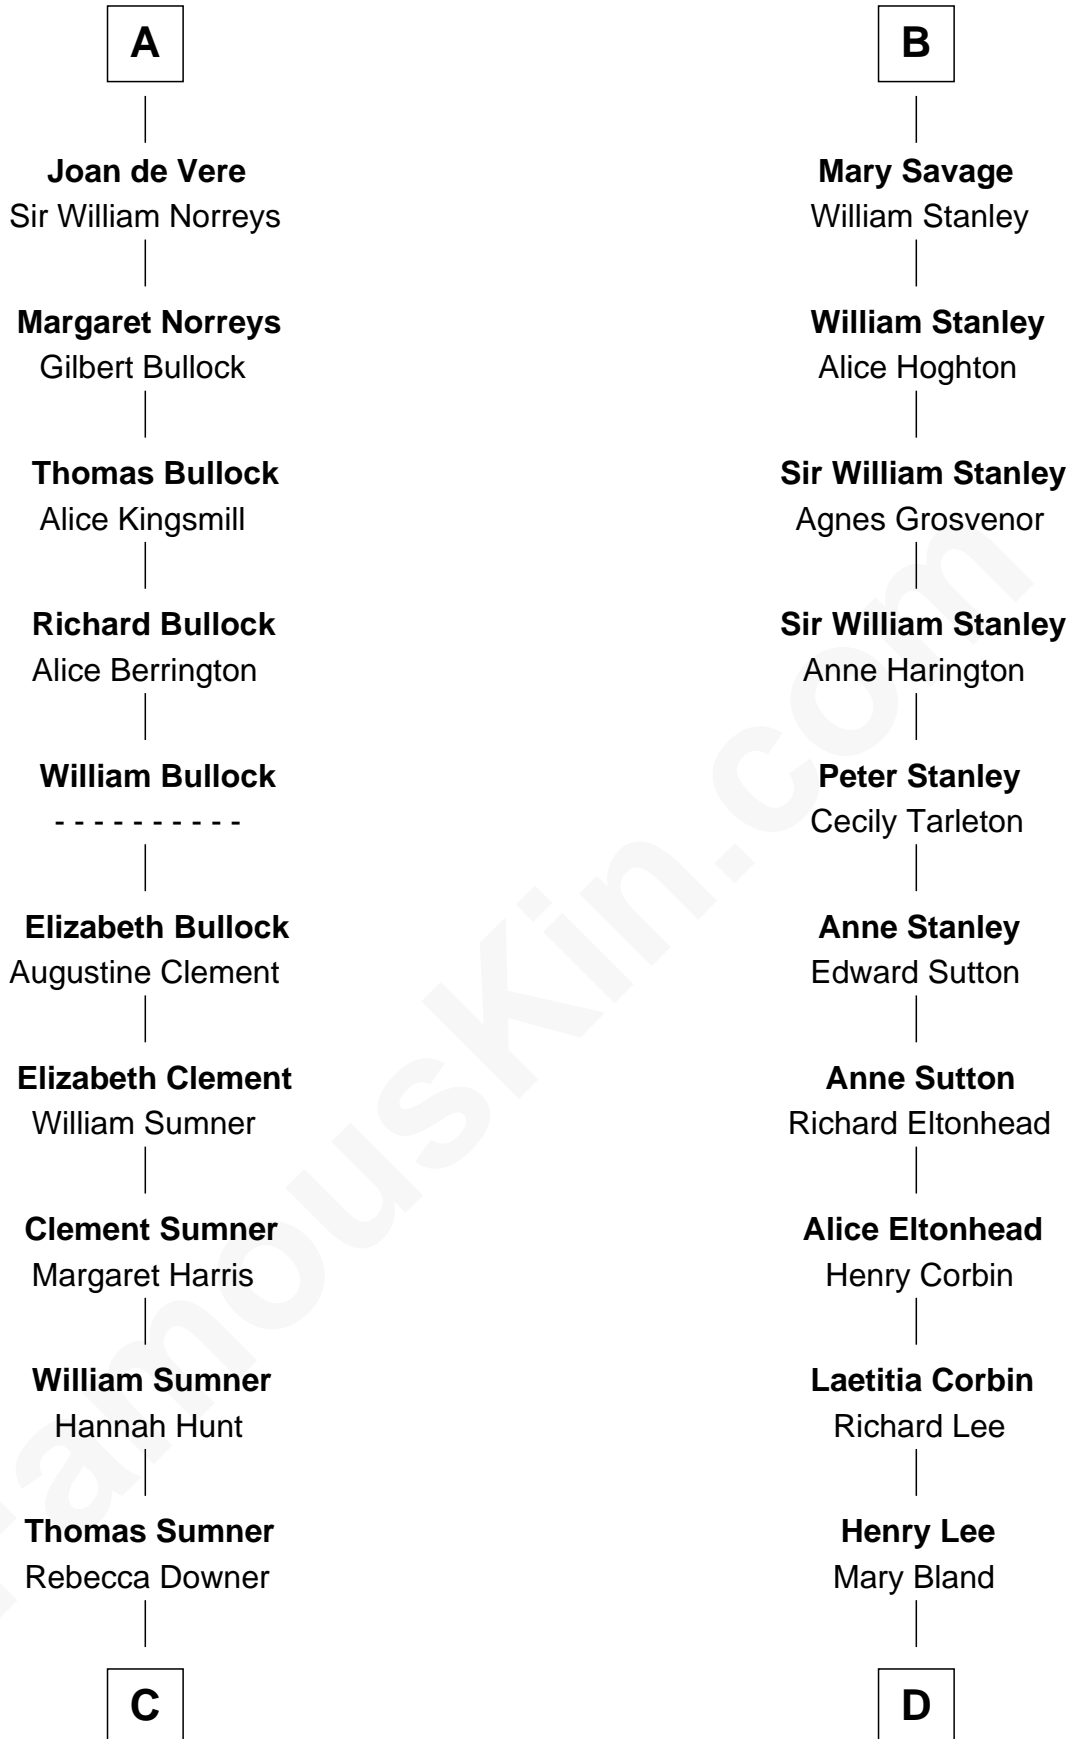 A
Joan de Vere
Sir William Norreys
Margaret Norreys
Gilbert Bullock
Thomas Bullock
Alice Kingsmill
Richard Bullock
Alice Berrington
William Bullock
- - - - - - - - - -
Elizabeth Bullock
Augustine Clement
Elizabeth Clement
William Sumner
Clement Sumner
Margaret Harris
William Sumner
Hannah Hunt
Thomas Sumner
Rebecca Downer
C
B
Mary Savage
William Stanley
William Stanley
Alice Hoghton
Sir William Stanley
Agnes Grosvenor
Sir William Stanley
Anne Harington
Peter Stanley
Cecily Tarleton
Anne Stanley
Edward Sutton
Anne Sutton
Richard Eltonhead
Alice Eltonhead
Henry Corbin
Laetitia Corbin
Richard Lee
Henry Lee
Mary Bland
D
FamousKin.com